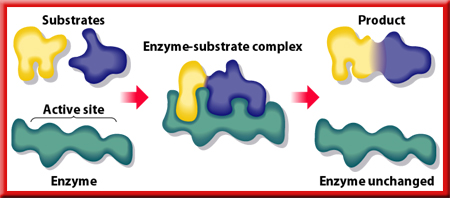 Substrates
Active site
Enzyme
Enzyme-substrate complex
Product
Enzyme unchanged